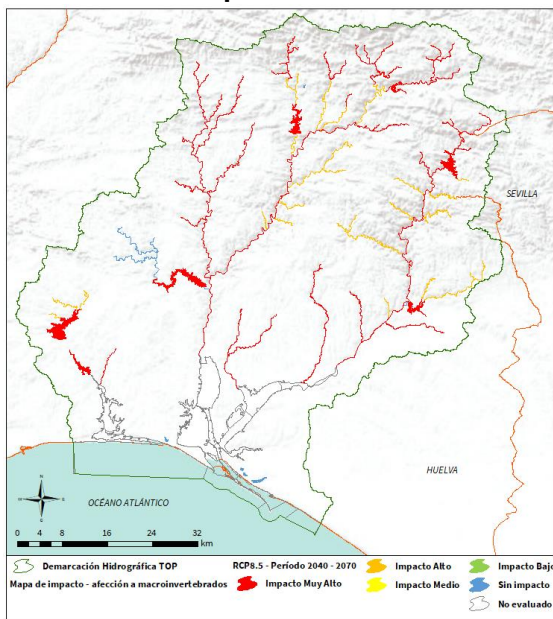 SEVILLA
HUELVA
OCÉANO ATLÁNTICO
0 4 8 16 24 32
km
Demarcación Hidrográfica TOP
RCP8.5 - Período 2040 - 2070
Impacto Alto
Impacto Bajo
Mapa de impacto - afección a macroinvertebrados
Impacto Muy Alto
Impacto Medio
Sin impacto
No evaluado